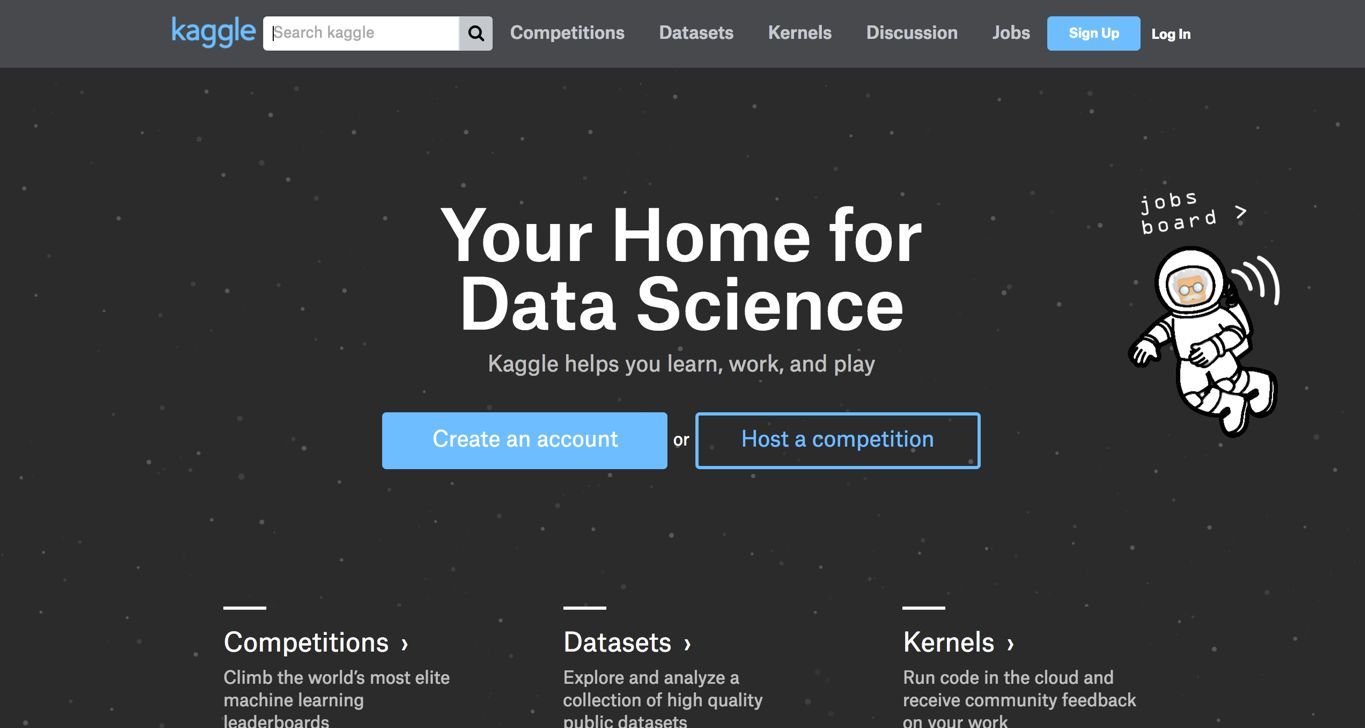 kaggle
Search kaggle
Competitions
Datasets
Kernels
Discussion
Jobs
Sign Up
Log In
jobs
board >
Your Home for
Data Science
Kaggle helps you learn, work, and play
Create an account
or
Host a competition
Competitions ›
Climb the world’s most elite
machine learning
leaderboards
Datasets ›
Explore and analyze a
collection of high quality
public datasets
Kernels ›
Run code in the cloud and
receive community feedback
on your work